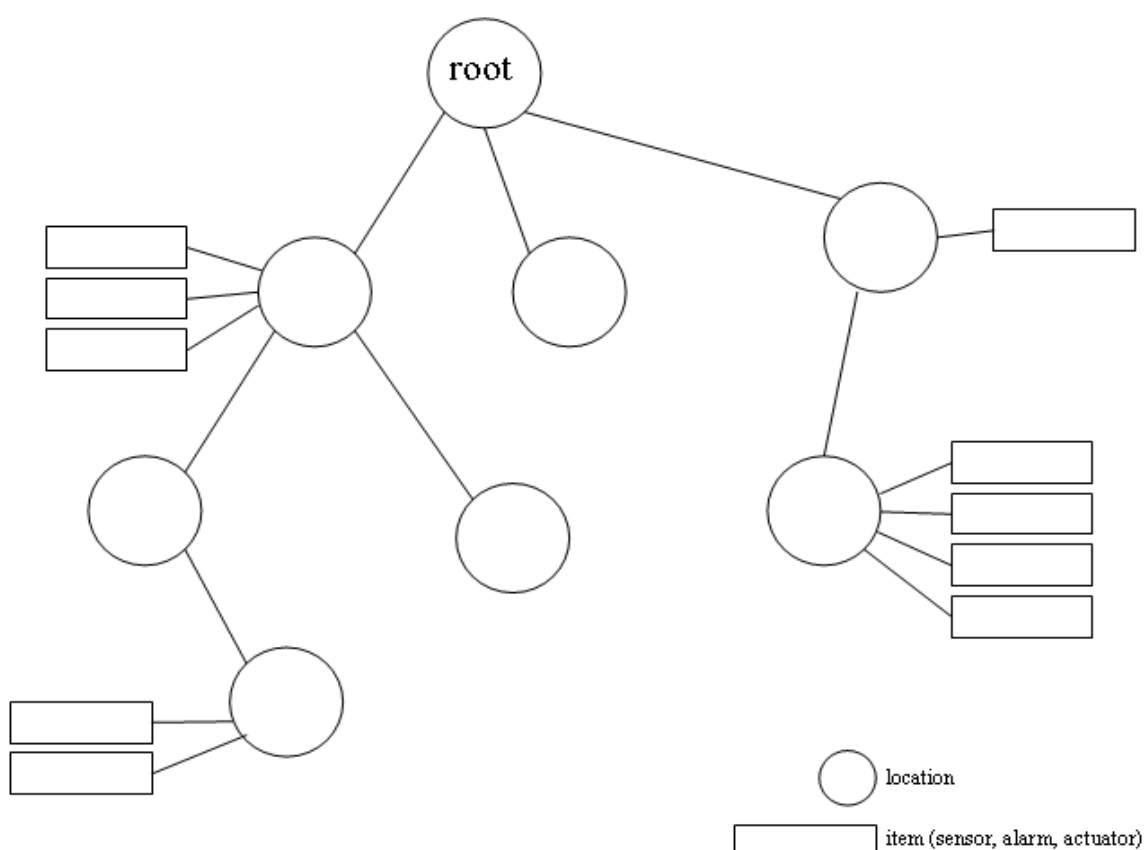 root
location
item (sensor, alarm, actuator)